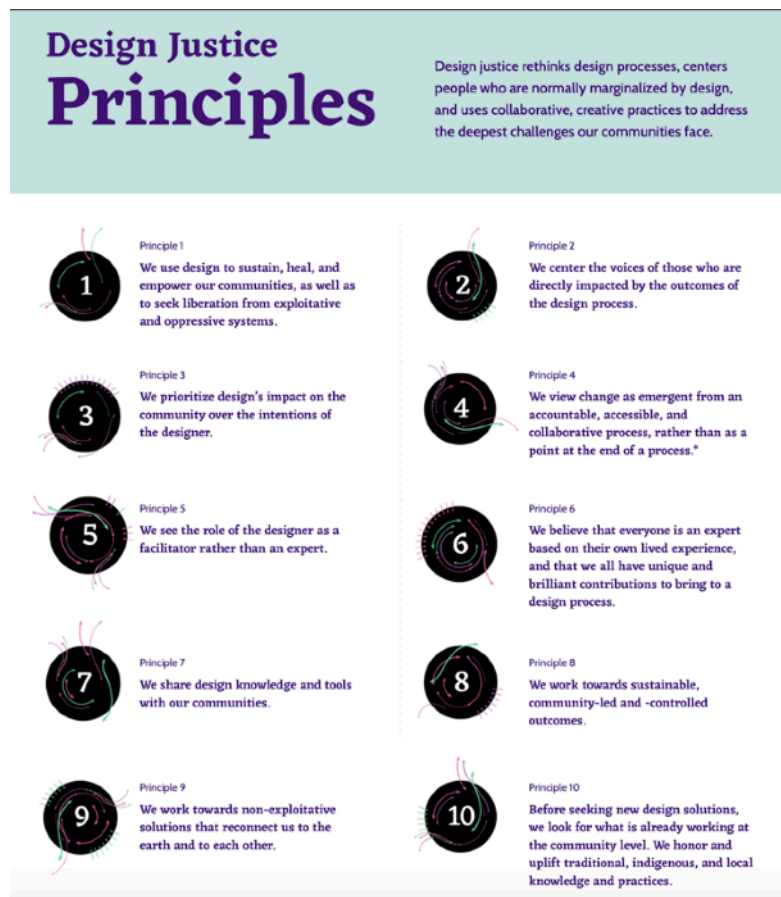 Design Justice
Principles
Design justice rethinks design processes, centers
people who are normally marginalized by design,
and uses collaborative, creative practices to address
the deepest challenges our communities face.
1
Principle 1
We use design to sustain, heal, and
empower our communities, as well as
to seek liberation from exploitative
and oppressive systems.
2
Principle 2
We center the voices of those who are
directly impacted by the outcomes of
the design process.
3
Principle 3
We prioritize design's impact on the
community over the intentions of
the designer.
4
Principle 4
We view change as emergent from an
accountable, accessible, and
collaborative process, rather than as a
point at the end of a process.*
5
Principle 5
We see the role of the designer as a
facilitator rather than an expert.
6
Principle 6
We believe that everyone is an expert
based on their own lived experience,
and that we all have unique and
brilliant contributions to bring to a
design process.
7
Principle 7
We share design knowledge and tools
with our communities.
8
Principle 8
We work towards sustainable,
community-led and -controlled
outcomes.
9
Principle 9
We work towards non-exploitative
solutions that reconnect us to the
earth and to each other.
10
Principle 10
Before seeking new design solutions,
we look for what is already working at
the community level. We honor and
uplift traditional, indigenous, and local
knowledge and practices.